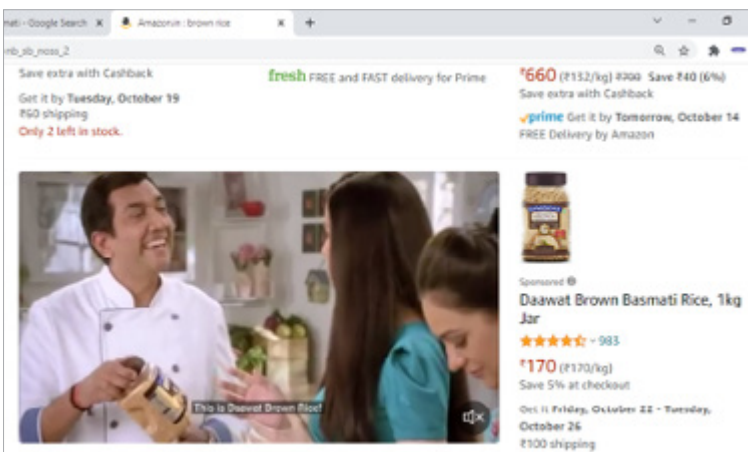 mati - Google Search
Amazon.in : brown rice
nb_sb_noss_2
Save extra with Cashback
Get it by Tuesday, October 19
₹60 shipping
Only 2 left in stock.
fresh FREE and FAST delivery for Prime
₹660 (₹132/kg) ₹700 Save ₹40 (6%)
Save extra with Cashback
prime Get it by Tomorrow, October 14
FREE Delivery by Amazon
This is Daawat Brown Rice!
Sponsored
Daawat Brown Basmati Rice, 1kg
Jar
983
₹170 (₹170/kg)
Save 5% at checkout
Get it Friday, October 22 - Tuesday,
October 26
₹100 shipping